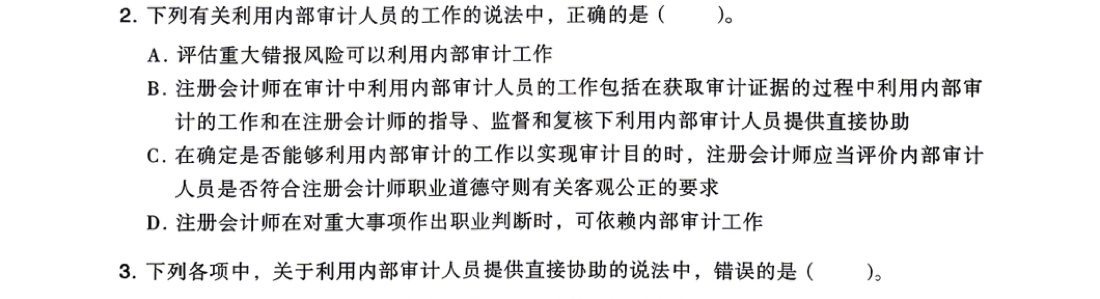 2. 下列有关利用内部审计人员的工作的说法中，正确的是（　　）。
A. 评估重大错报风险可以利用内部审计工作
B. 注册会计师在审计中利用内部审计人员的工作包括在获取审计证据的过程中利用内部审
计的工作和在注册会计师的指导、监督和复核下利用内部审计人员提供直接协助
C. 在确定是否能够利用内部审计的工作以实现审计目的时，注册会计师应当评价内部审计
人员是否符合注册会计师职业道德守则有关客观公正的要求
D. 注册会计师在对重大事项作出职业判断时，可依赖内部审计工作
3. 下列各项中，关于利用内部审计人员提供直接协助的说法中，错误的是（　　）。